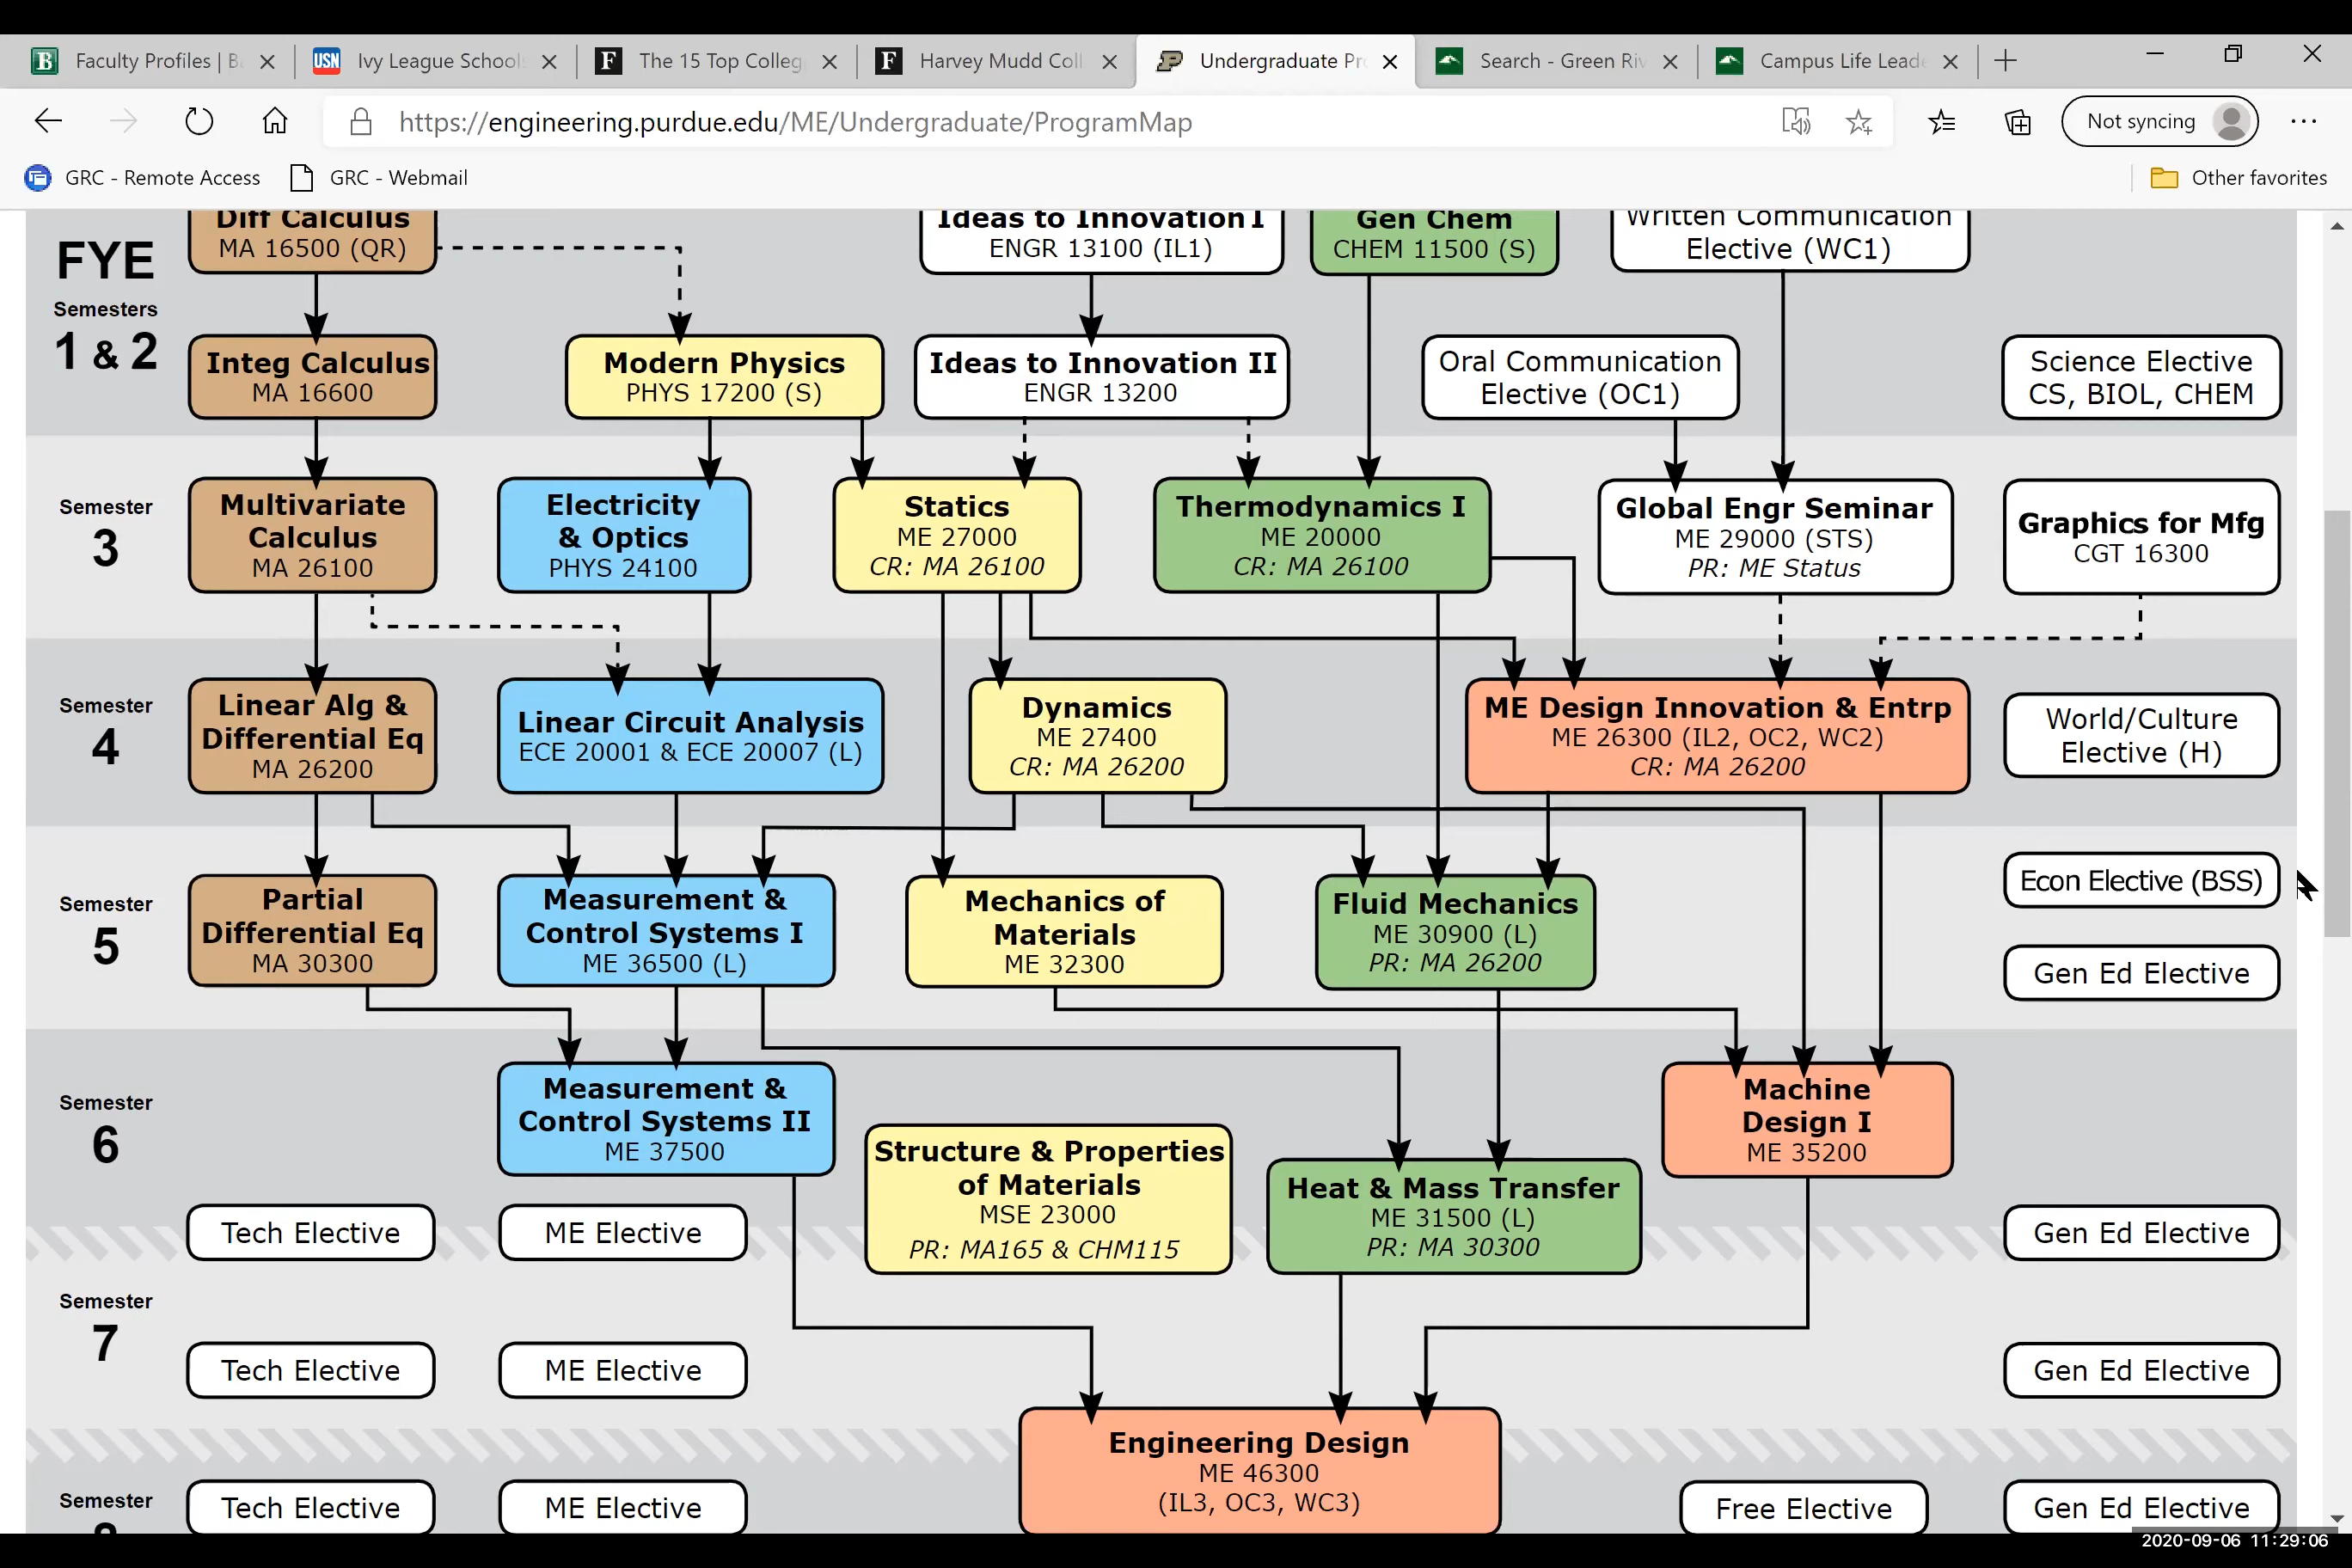 Faculty Profiles | B
USN
Ivy League School
The 15 Top Colleg
Harvey Mudd Coll
Undergraduate Pr
Search - Green Riv
Campus Life Lead
https://engineering.purdue.edu/ME/Undergraduate/ProgramMap
Not syncing
GRC - Remote Access
GRC - Webmail
Other favorites
FYE
Semesters
1 & 2
Diff Calculus
MA 16500 (QR)
Ideas to Innovation I
ENGR 13100 (IL1)
Gen Chem
CHEM 11500 (S)
Written Communication
Elective (WC1)
Integ Calculus
MA 16600
Modern Physics
PHYS 17200 (S)
Ideas to Innovation II
ENGR 13200
Oral Communication
Elective (OC1)
Science Elective
CS, BIOL, CHEM
Semester
3
Multivariate
Calculus
MA 26100
Electricity
& Optics
PHYS 24100
Statics
ME 27000
CR: MA 26100
Thermodynamics I
ME 20000
CR: MA 26100
Global Engr Seminar
ME 29000 (STS)
PR: ME Status
Graphics for Mfg
CGT 16300
Semester
4
Linear Alg &
Differential Eq
MA 26200
Linear Circuit Analysis
ECE 20001 & ECE 20007 (L)
Dynamics
ME 27400
CR: MA 26200
ME Design Innovation & Entrp
ME 26300 (IL2, OC2, WC2)
CR: MA 26200
World/Culture
Elective (H)
Semester
5
Partial
Differential Eq
MA 30300
Measurement &
Control Systems I
ME 36500 (L)
Mechanics of
Materials
ME 32300
Fluid Mechanics
ME 30900 (L)
PR: MA 26200
Econ Elective (BSS)
Gen Ed Elective
Semester
6
Measurement &
Control Systems II
ME 37500
Structure & Properties
of Materials
MSE 23000
PR: MA165 & CHM115
Heat & Mass Transfer
ME 31500 (L)
PR: MA 30300
Machine
Design I
ME 35200
Tech Elective
ME Elective
Gen Ed Elective
Semester
7
Tech Elective
ME Elective
Gen Ed Elective
Engineering Design
ME 46300
(IL3, OC3, WC3)
Semester
8
Tech Elective
ME Elective
Free Elective
Gen Ed Elective
2020-09-06 11:29:06